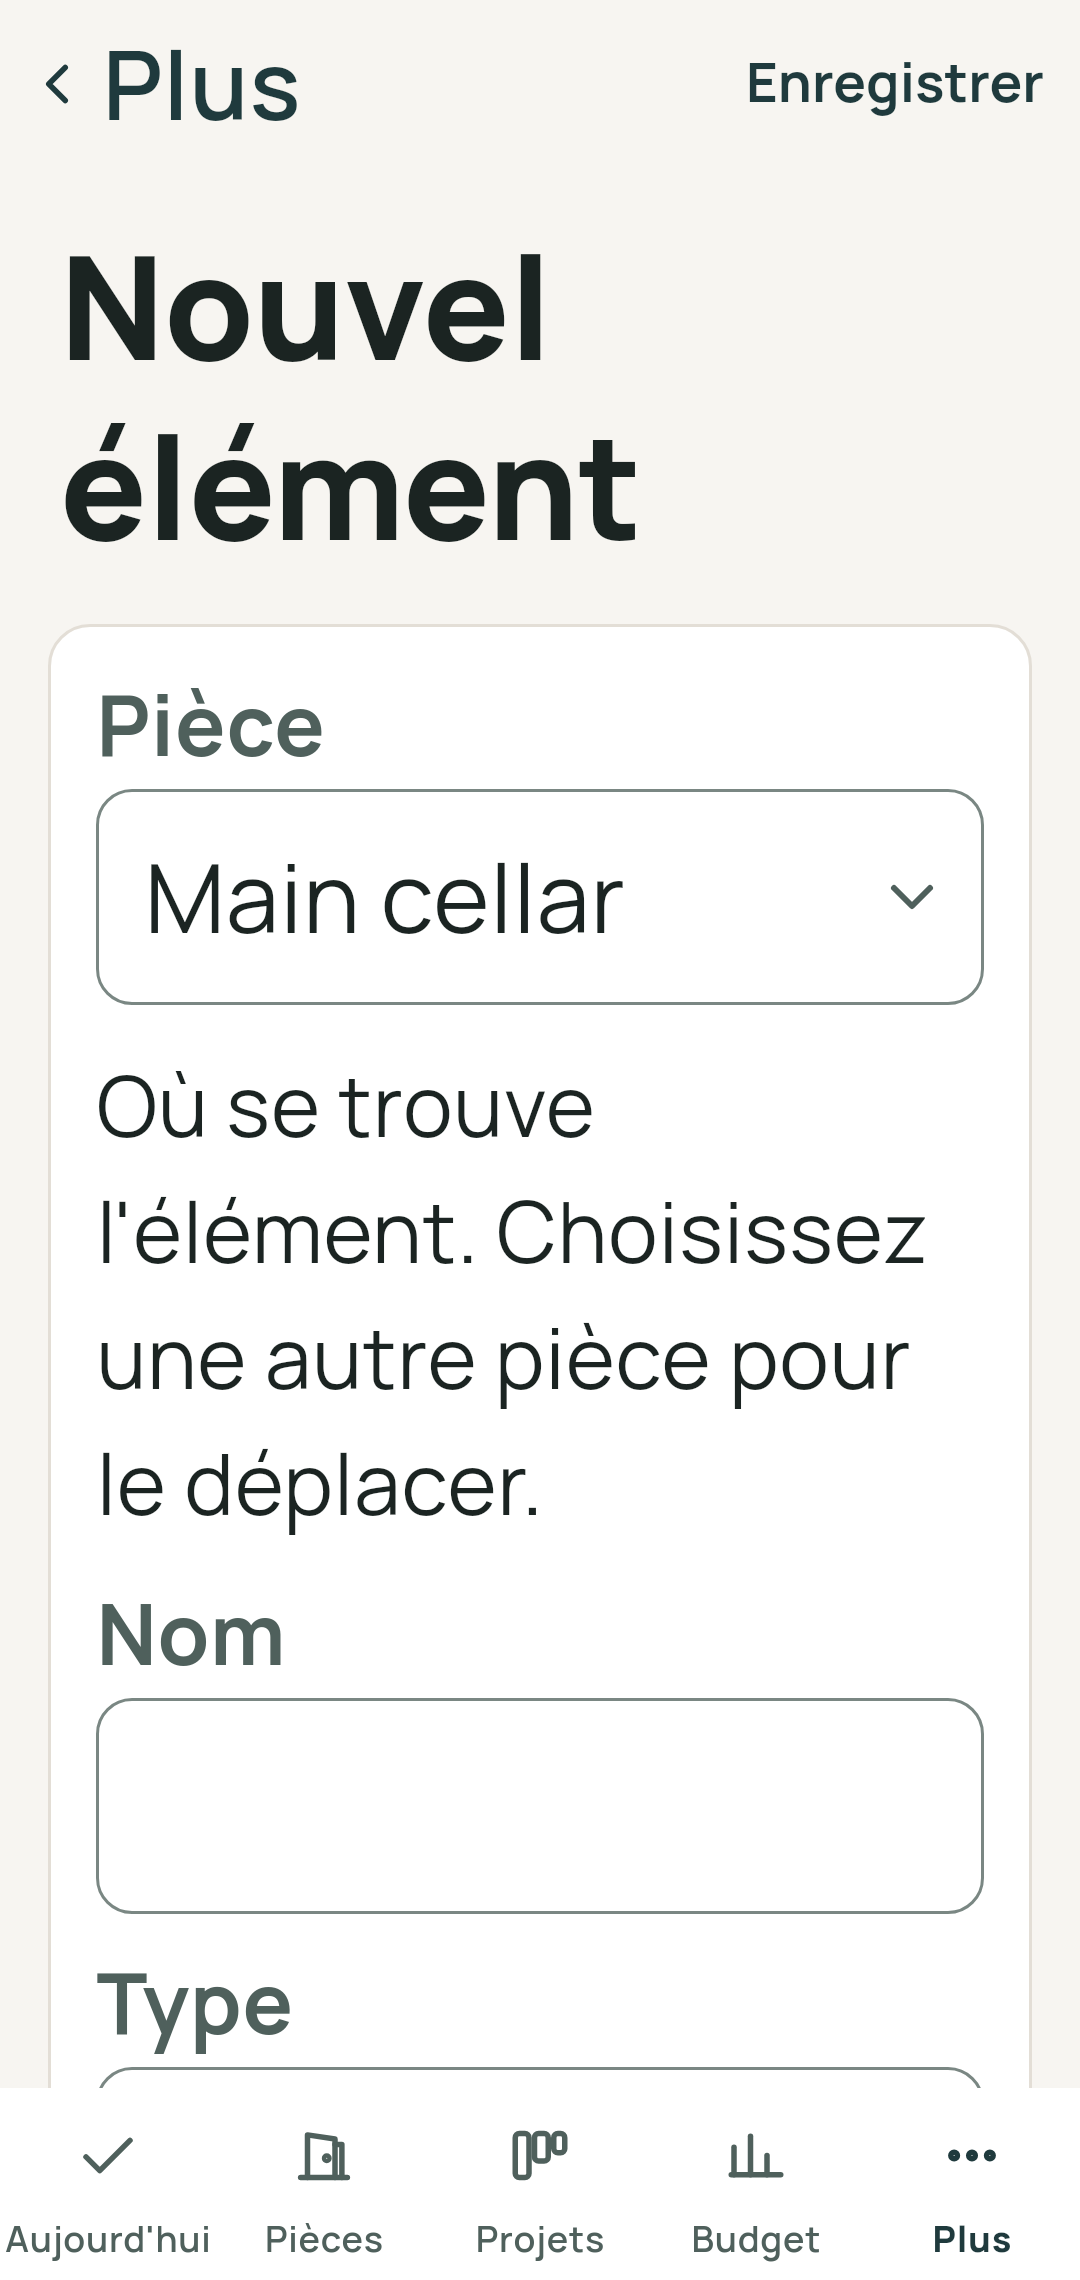 Plus
Enregistrer
Nouvel
élément
Pièce
Main cellar
Où se trouve
l'élément. Choisissez
une autre pièce pour
le déplacer.
Nom
Type
Aujourd'hui
Pièces
Projets
Budget
Plus